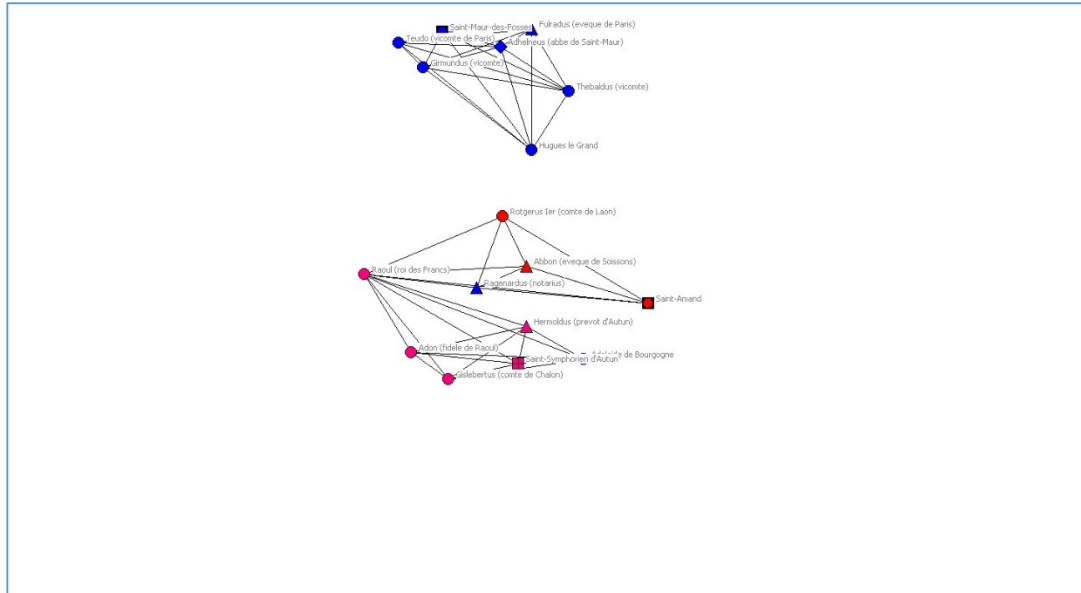 Saint-Maur-des-Fosses
Fulradus (eveque de Paris)
Teudo (vicomte de Paris)
Adhelneus (abbe de Saint-Maur)
Girmundus (vicomte)
Thebaldus (vicomte)
Hugues le Grand
Rotgerus Ier (comte de Laon)
Abbon (eveque de Soissons)
Raoul (roi des Francs)
Ragenardus (notarius)
Saint-Amand
Hermoldus (prevot d'Autun)
Adon (fidele de Raoul)
Adelaide de Bourgogne
Saint-Symphorien d'Autun
Gislebertus (comte de Chalon)